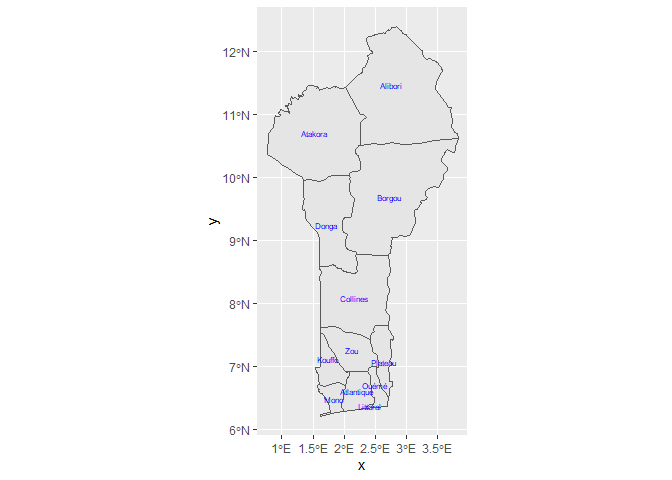 12°N
Alibori
11°N
Atakora
10°N
Borgou
Donga
9°N
y
Collines
8°N
Zou
Kouffo
Plateau
7°N
Ouémé
Atlantique
Mono
Littoral
6°N
1°E 1.5°E 2°E 2.5°E 3°E 3.5°E
x